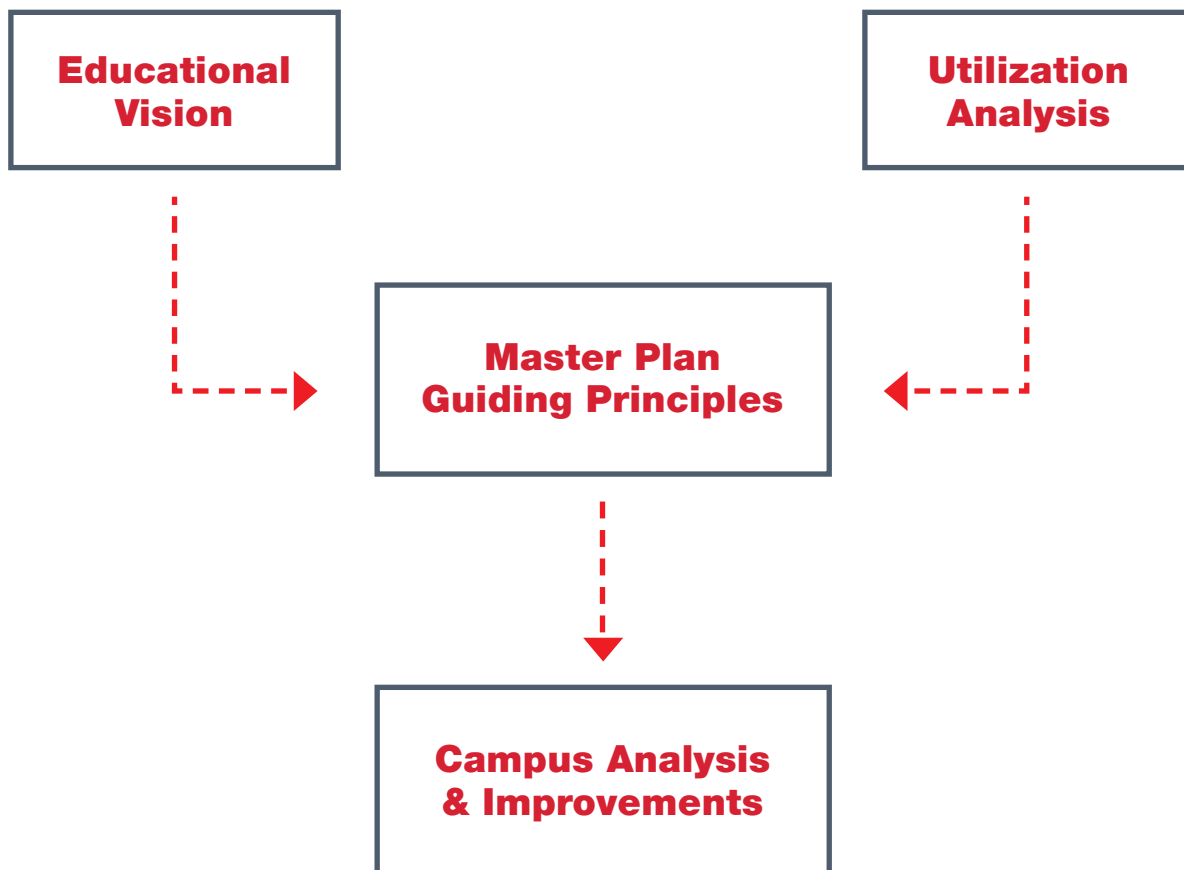 Educational
Vision
Utilization
Analysis
Master Plan
Guiding Principles
Campus Analysis
& Improvements